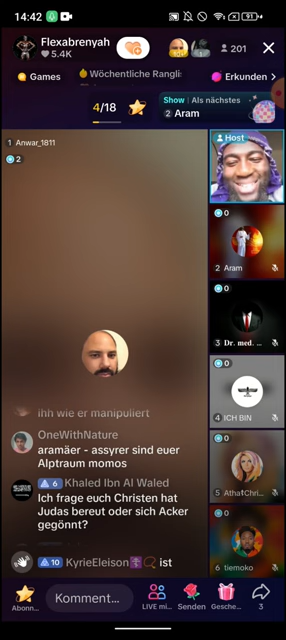 14:42
91
Flexabrenyah
5.4K
201
Games
Wöchentliche Rangli
Erkunden
4/18
Show | Als nächstes
2 Aram
1 Anwar_1811
2
Host
0
2 Aram
0
3 Dr. med. ...
0
4 ICH BIN
0
5 Atha†Chri...
0
6 tiemoko
ihh wie er manipuliert
OneWithNature
aramäer - assyrer sind euer
Alptraum momos
6 Khaled Ibn Al Waled
Ich frage euch Christen hat
Judas bereut oder sich Acker
gegönnt?
10 KyrieEleison ist
Abonn...
Komment...
LIVE mi...
Senden
Gesche...
3